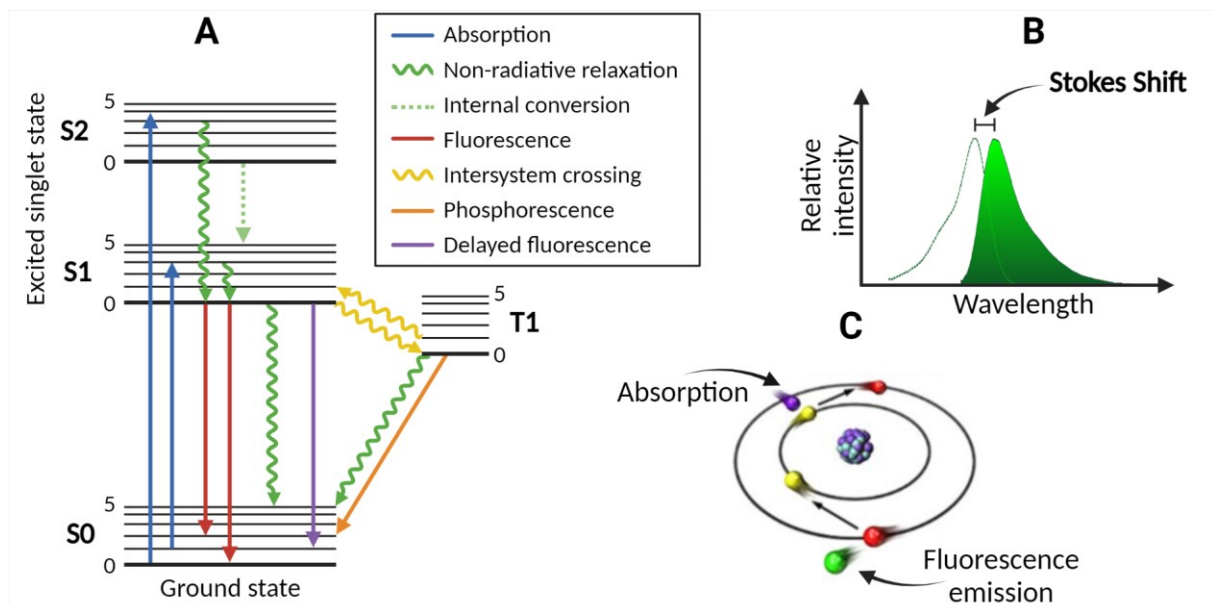 A
Absorption
Non-radiative relaxation
Internal conversion
Fluorescence
Intersystem crossing
Phosphorescence
Delayed fluorescence
Excited singlet state
5
S2
0
5
S1
0
5
T1
0
5
S0
0
Ground state
B
Stokes Shift
Relative
intensity
Wavelength
C
Absorption
Fluorescence
emission